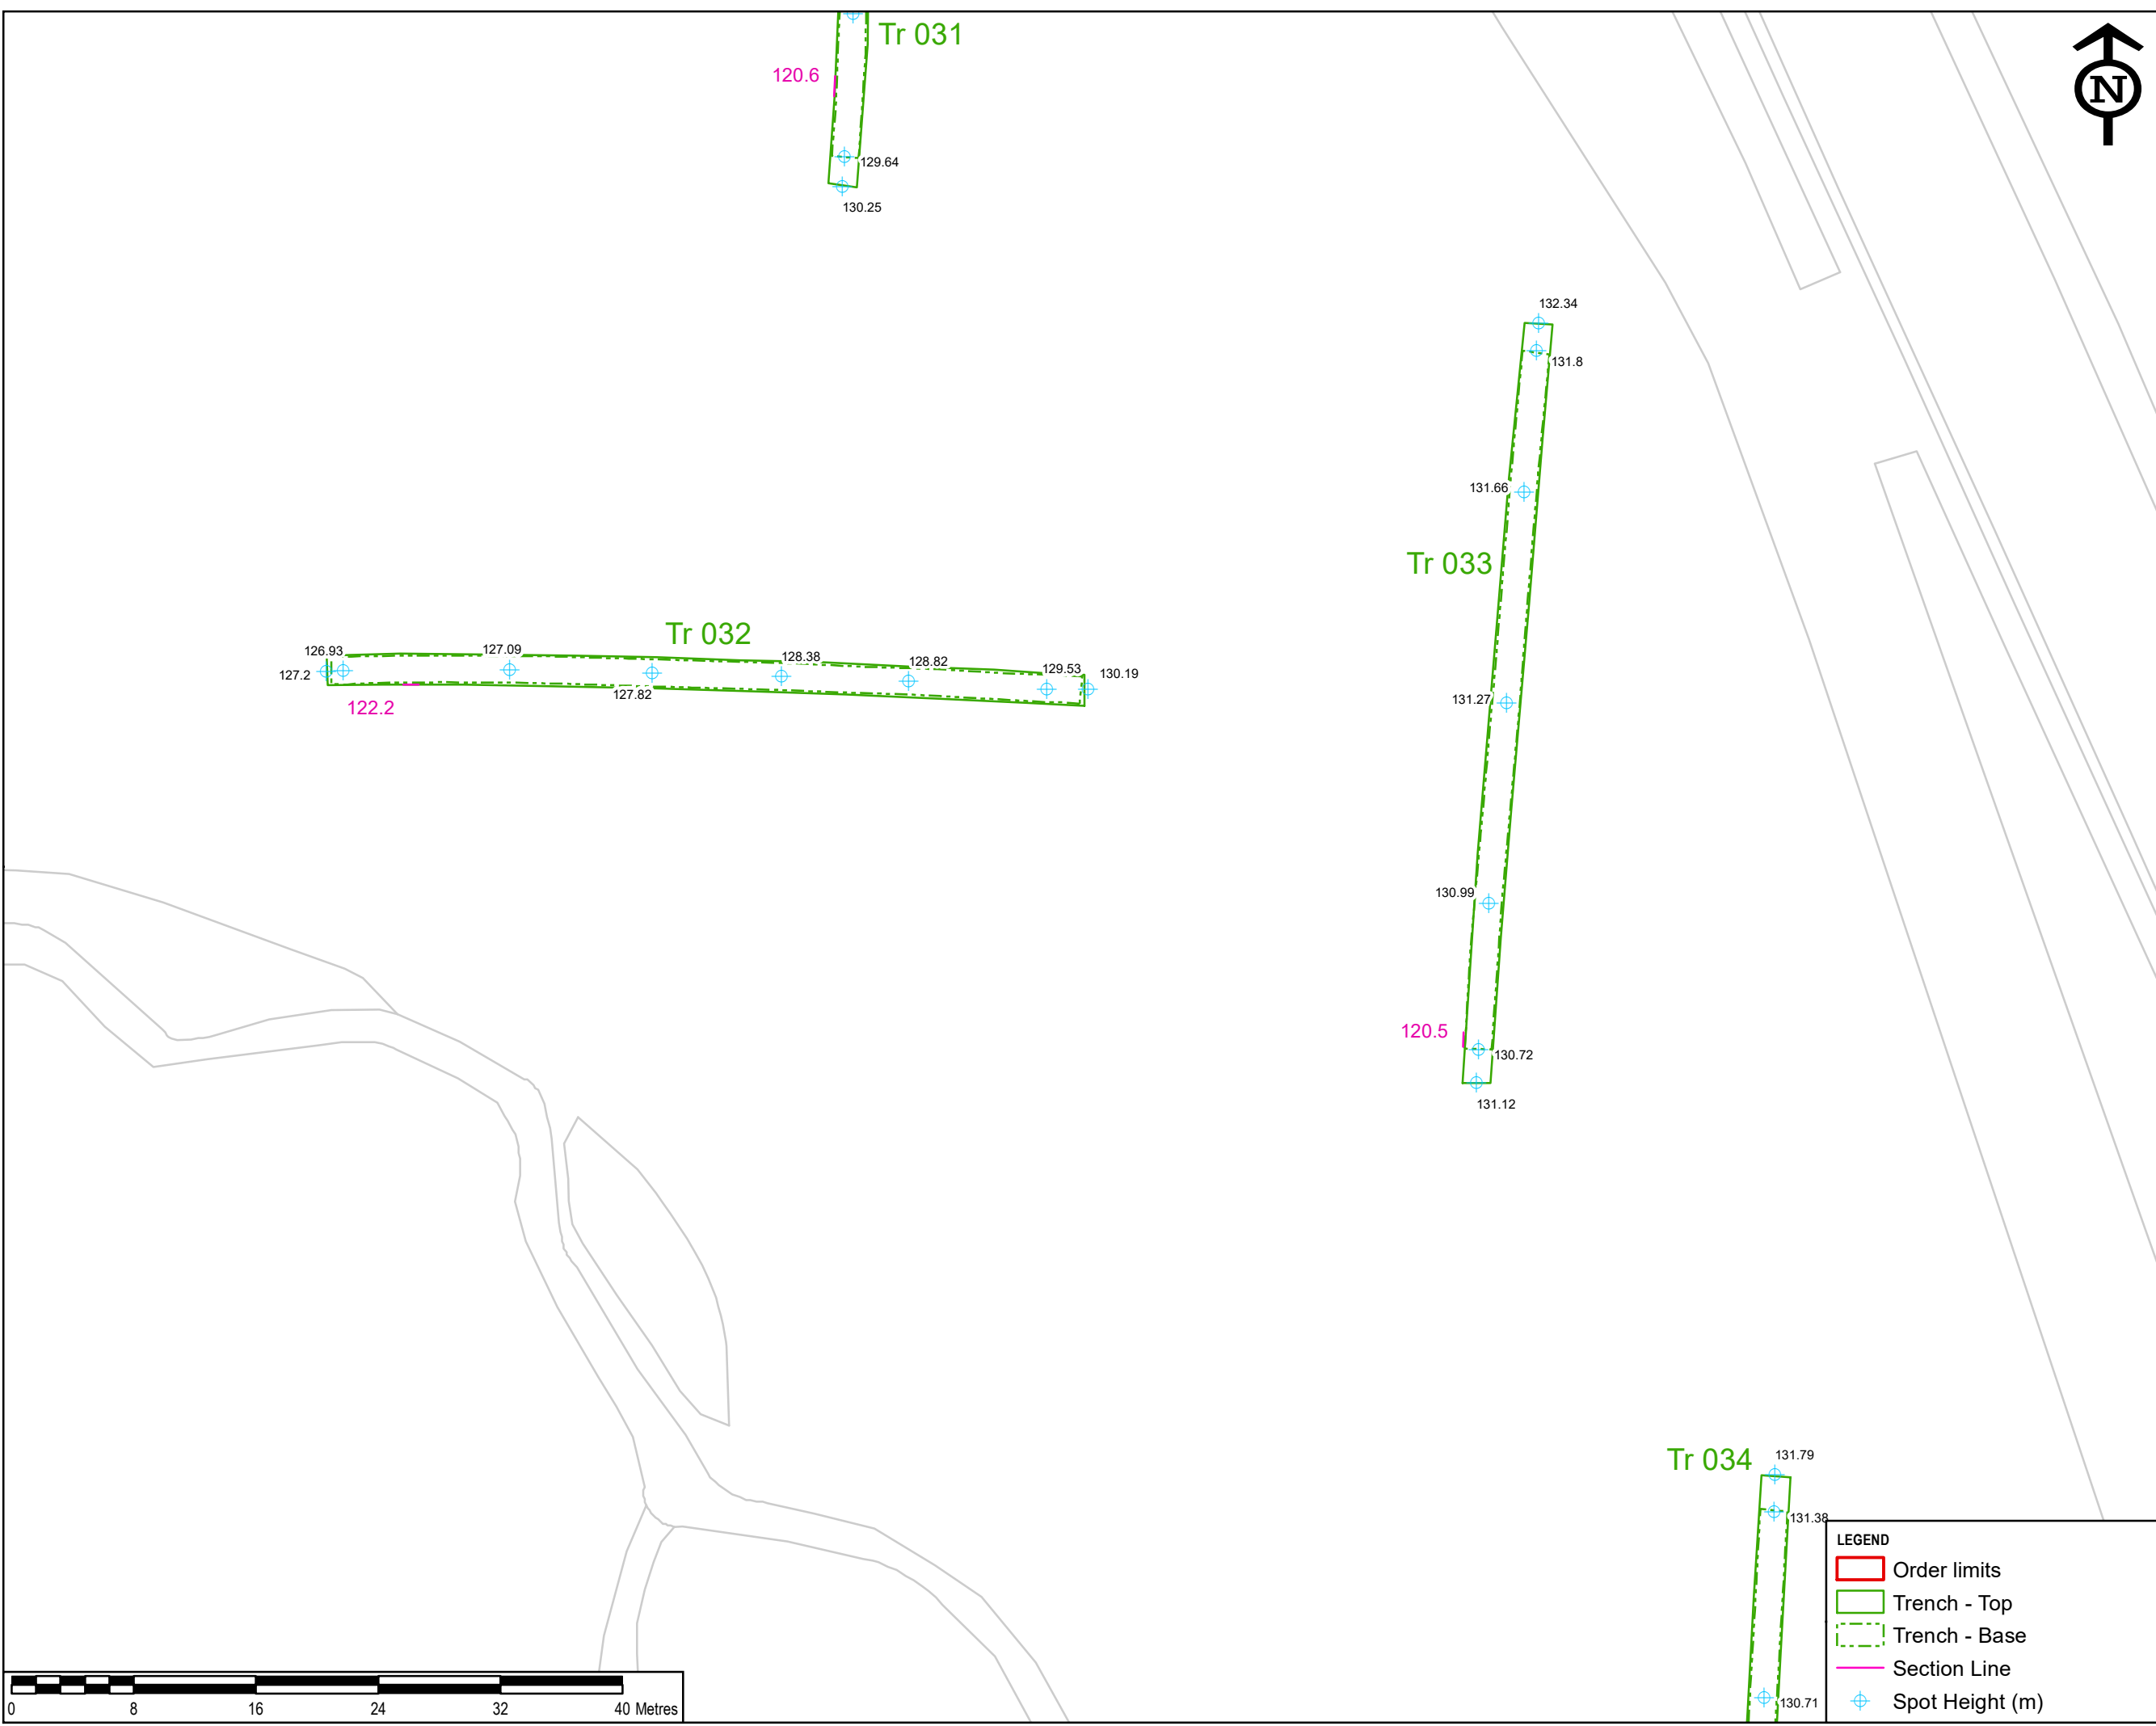 Tr 031
N
120.6
129.64
130.25
132.34
131.8
131.66
Tr 033
Tr 032
126.93
127.09
128.38
128.82
129.53
130.19
127.2
127.82
122.2
131.27
130.99
120.5
130.72
131.12
Tr 034
131.79
131.38
130.71
LEGEND
Order limits
Trench - Top
Trench - Base
Section Line
Spot Height (m)
0 8 16 24 32 40 Metres